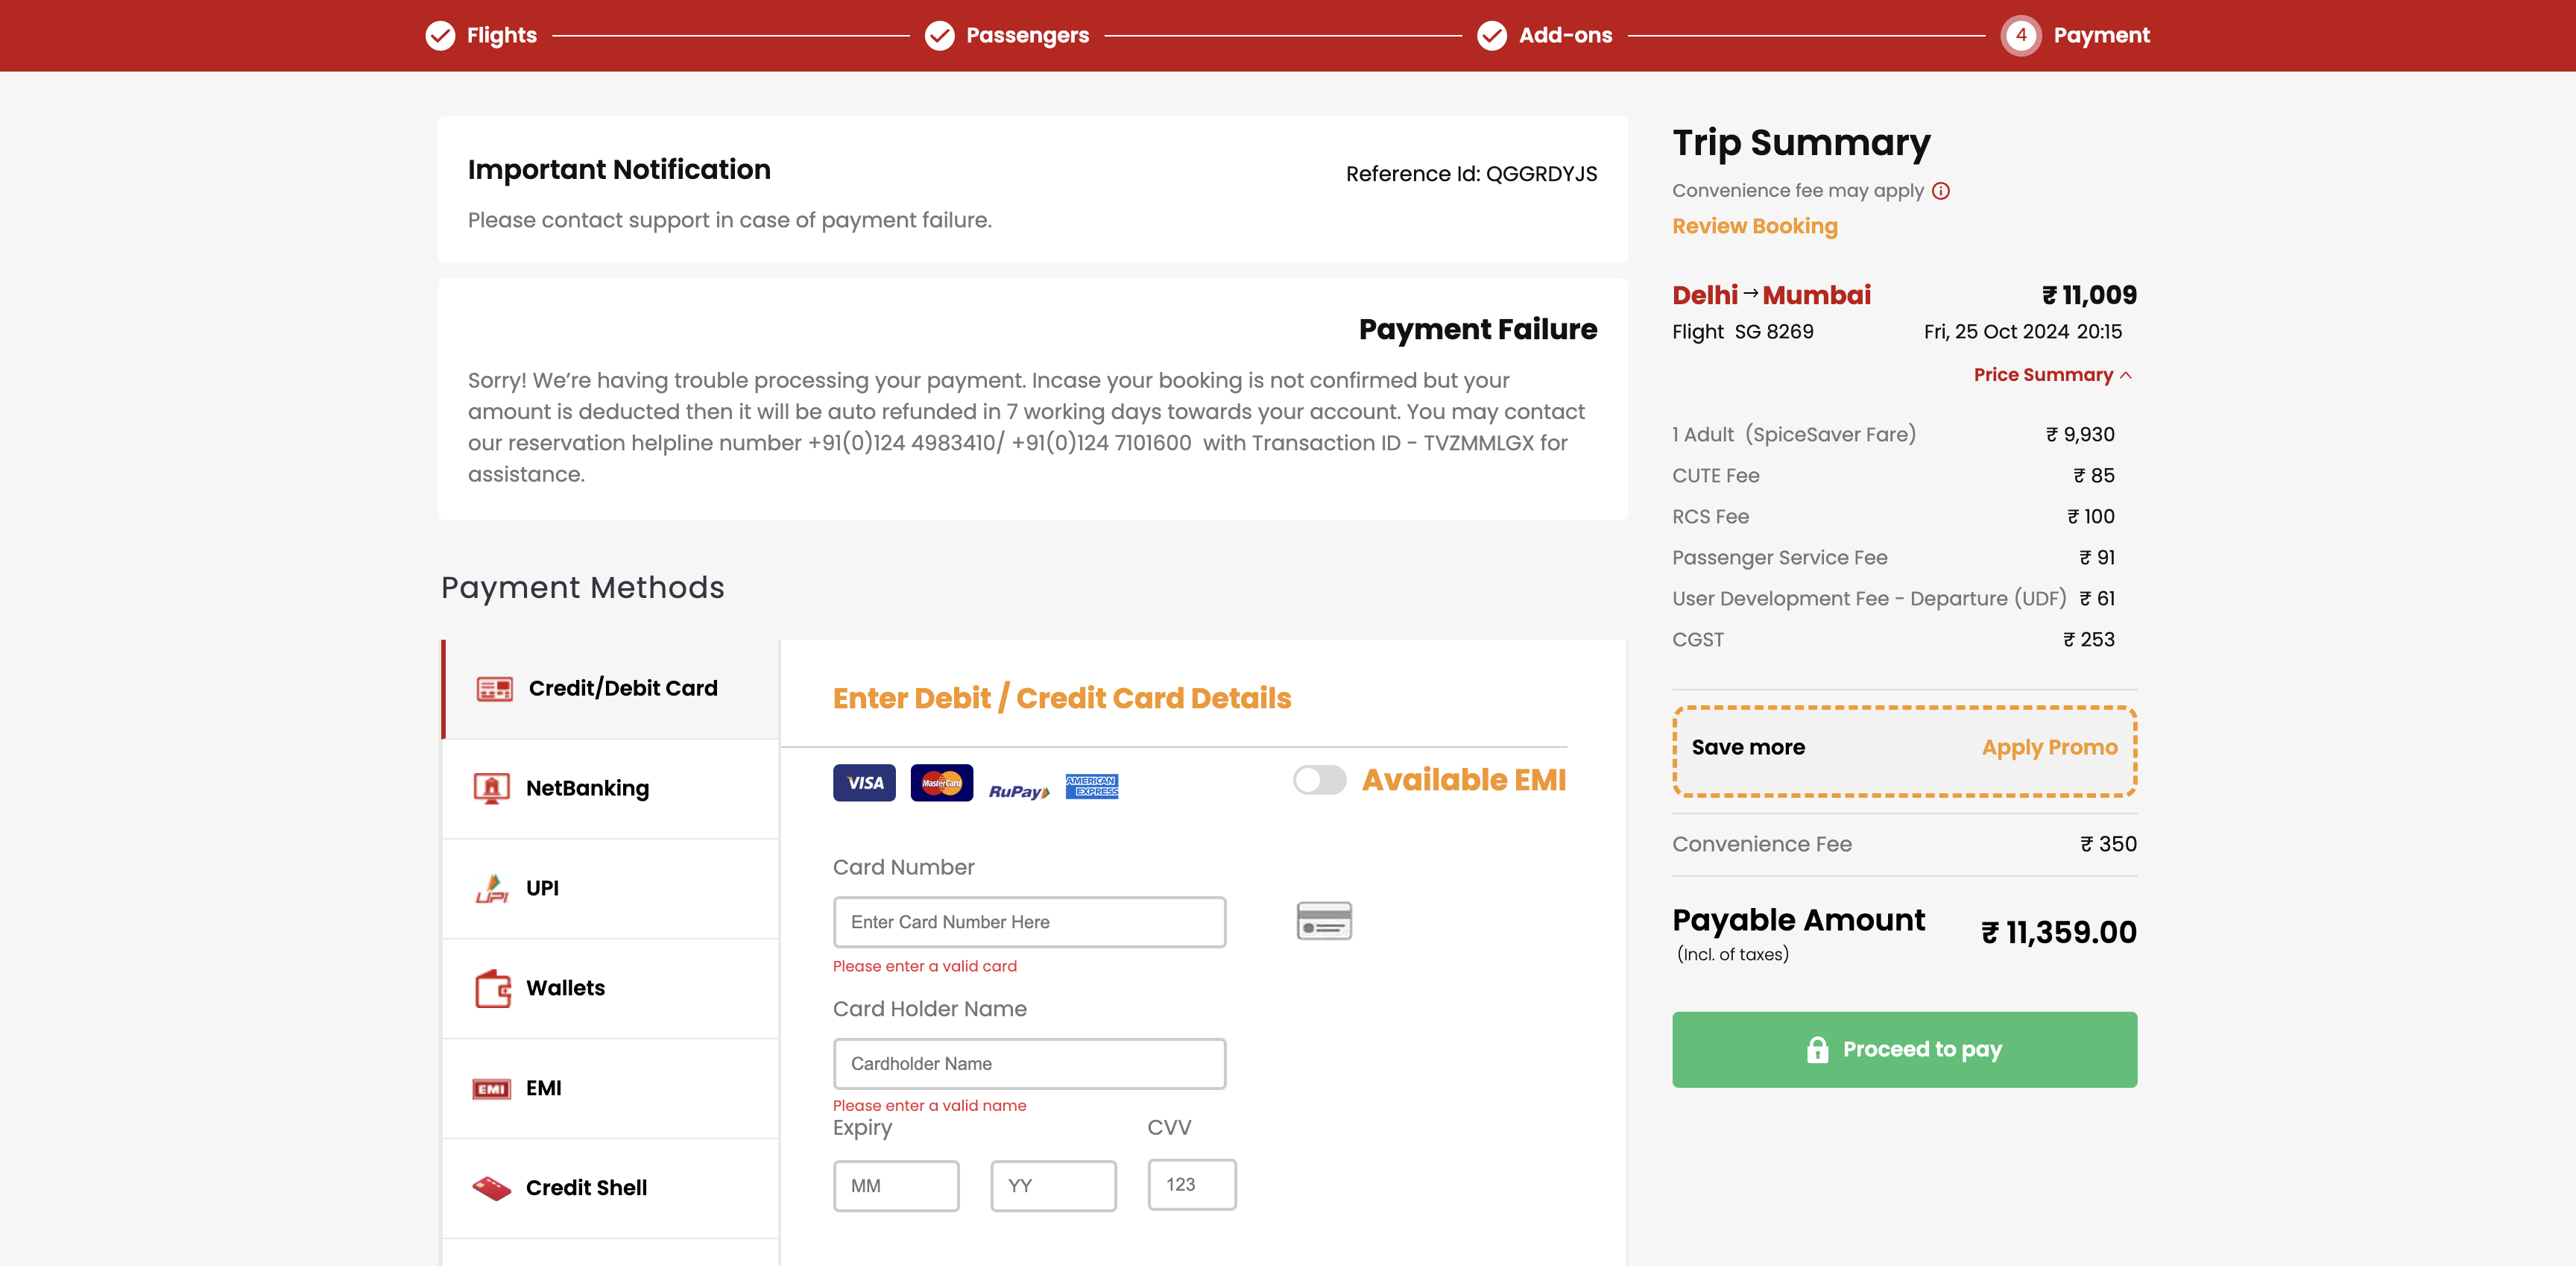 Flights
Passengers
Add-ons
4 Payment
Important Notification
Reference Id: QGGRDYJS
Please contact support in case of payment failure.
Payment Failure
Sorry! We're having trouble processing your payment. Incase your booking is not confirmed but your
amount is deducted then it will be auto refunded in 7 working days towards your account. You may contact
our reservation helpline number +91(0)124 4983410/ +91(0)124 7101600 with Transaction ID - TVZMMLGX for
assistance.
Payment Methods
Credit/Debit Card
NetBanking
UPI UPI
Wallets
EMI EMI
Credit Shell
Enter Debit / Credit Card Details
VISA MasterCard RuPay AMERICAN EXPRESS
Available EMI
Card Number
Enter Card Number Here
Please enter a valid card
Card Holder Name
Cardholder Name
Please enter a valid name
Expiry CVV
MM YY 123
Trip Summary
Convenience fee may apply
Review Booking
Delhi → Mumbai ₹ 11,009
Flight SG 8269 Fri, 25 Oct 2024 20:15
Price Summary
1 Adult (SpiceSaver Fare) ₹ 9,930
CUTE Fee ₹ 85
RCS Fee ₹ 100
Passenger Service Fee ₹ 91
User Development Fee - Departure (UDF) ₹ 61
CGST ₹ 253
Save more Apply Promo
Convenience Fee ₹ 350
Payable Amount ₹ 11,359.00
(Incl. of taxes)
Proceed to pay